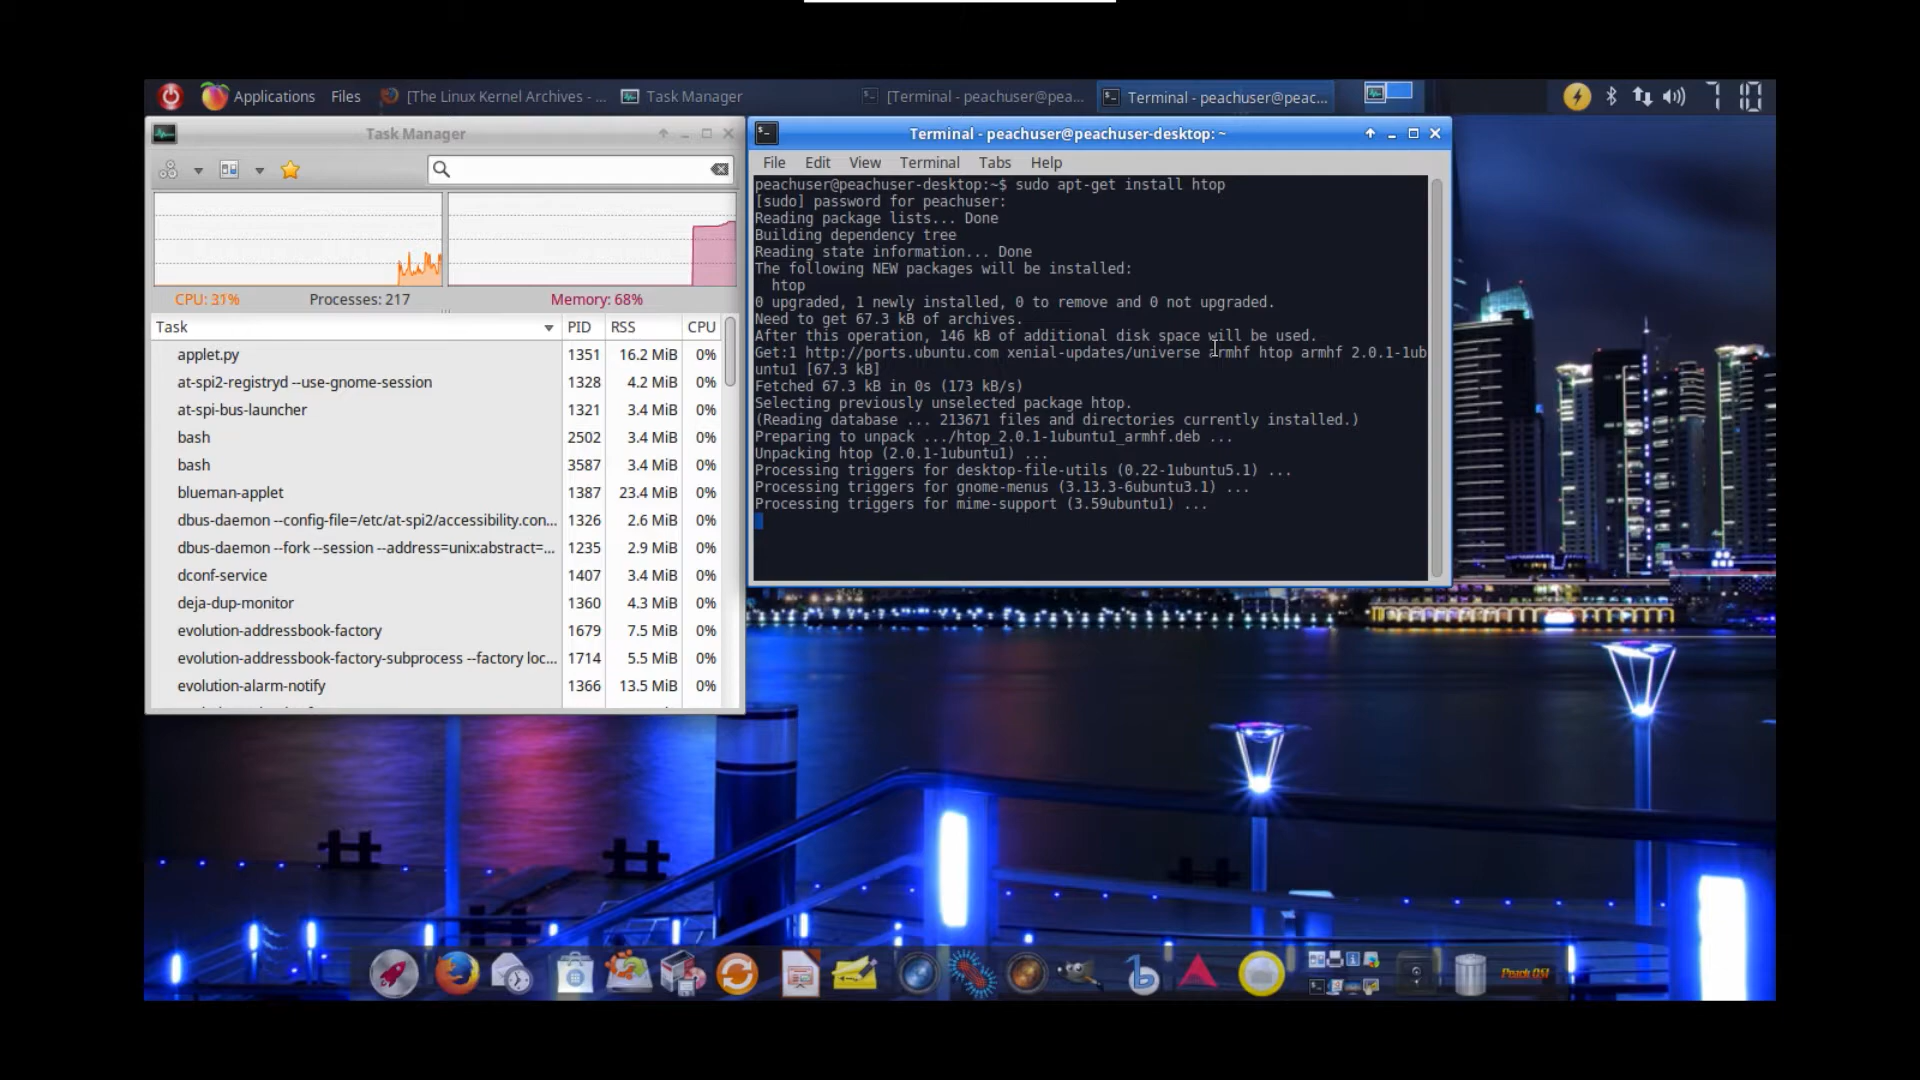 Applications Files [The Linux Kernel Archives - ... Task Manager [Terminal - peachuser@pea... Terminal - peachuser@peac... 7 10
Task Manager
CPU: 31% Processes: 217 Memory: 68%
Task PID RSS CPU
applet.py 1351 16.2 MiB 0%
at-spi2-registryd --use-gnome-session 1328 4.2 MiB 0%
at-spi-bus-launcher 1321 3.4 MiB 0%
bash 2502 3.4 MiB 0%
bash 3587 3.4 MiB 0%
blueman-applet 1387 23.4 MiB 0%
dbus-daemon --config-file=/etc/at-spi2/accessibility.con... 1326 2.6 MiB 0%
dbus-daemon --fork --session --address=unix:abstract=... 1235 2.9 MiB 0%
dconf-service 1407 3.4 MiB 0%
deja-dup-monitor 1360 4.3 MiB 0%
evolution-addressbook-factory 1679 7.5 MiB 0%
evolution-addressbook-factory-subprocess --factory loc... 1714 5.5 MiB 0%
evolution-alarm-notify 1366 13.5 MiB 0%
Terminal - peachuser@peachuser-desktop: ~
File Edit View Terminal Tabs Help
peachuser@peachuser-desktop:~$ sudo apt-get install htop
[sudo] password for peachuser:
Reading package lists... Done
Building dependency tree
Reading state information... Done
The following NEW packages will be installed:
htop
0 upgraded, 1 newly installed, 0 to remove and 0 not upgraded.
Need to get 67.3 kB of archives.
After this operation, 146 kB of additional disk space will be used.
Get:1 http://ports.ubuntu.com xenial-updates/universe armhf htop armhf 2.0.1-1ub
untu1 [67.3 kB]
Fetched 67.3 kB in 0s (173 kB/s)
Selecting previously unselected package htop.
(Reading database ... 213671 files and directories currently installed.)
Preparing to unpack .../htop_2.0.1-1ubuntu1_armhf.deb ...
Unpacking htop (2.0.1-1ubuntu1) ...
Processing triggers for desktop-file-utils (0.22-1ubuntu5.1) ...
Processing triggers for gnome-menus (3.13.3-6ubuntu3.1) ...
Processing triggers for mime-support (3.59ubuntu1) ...
Peach OSI